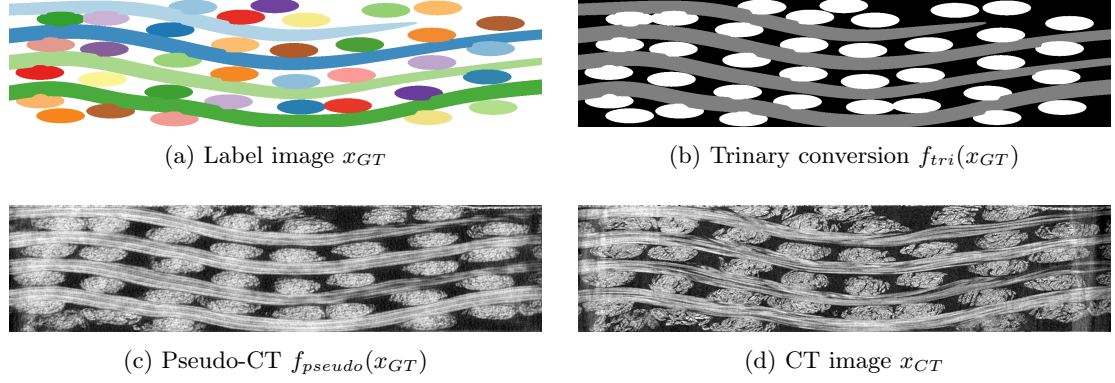 (a) Label image x_{GT}
(b) Trinary conversion f_{tri}(x_{GT})
(c) Pseudo-CT f_{pseudo}(x_{GT})
(d) CT image x_{CT}